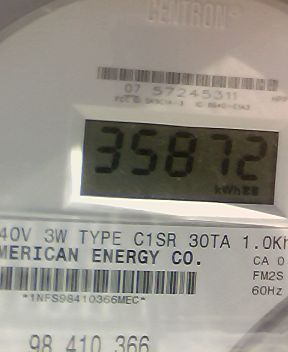 CENTRON®
07 57245311
35872
kWh
40V 3W TYPE C1SR 30TA 1.0Kh
MERICAN ENERGY CO.
CA 0
FM2S
60Hz
*1NFS98410366MEC*
98 410 366